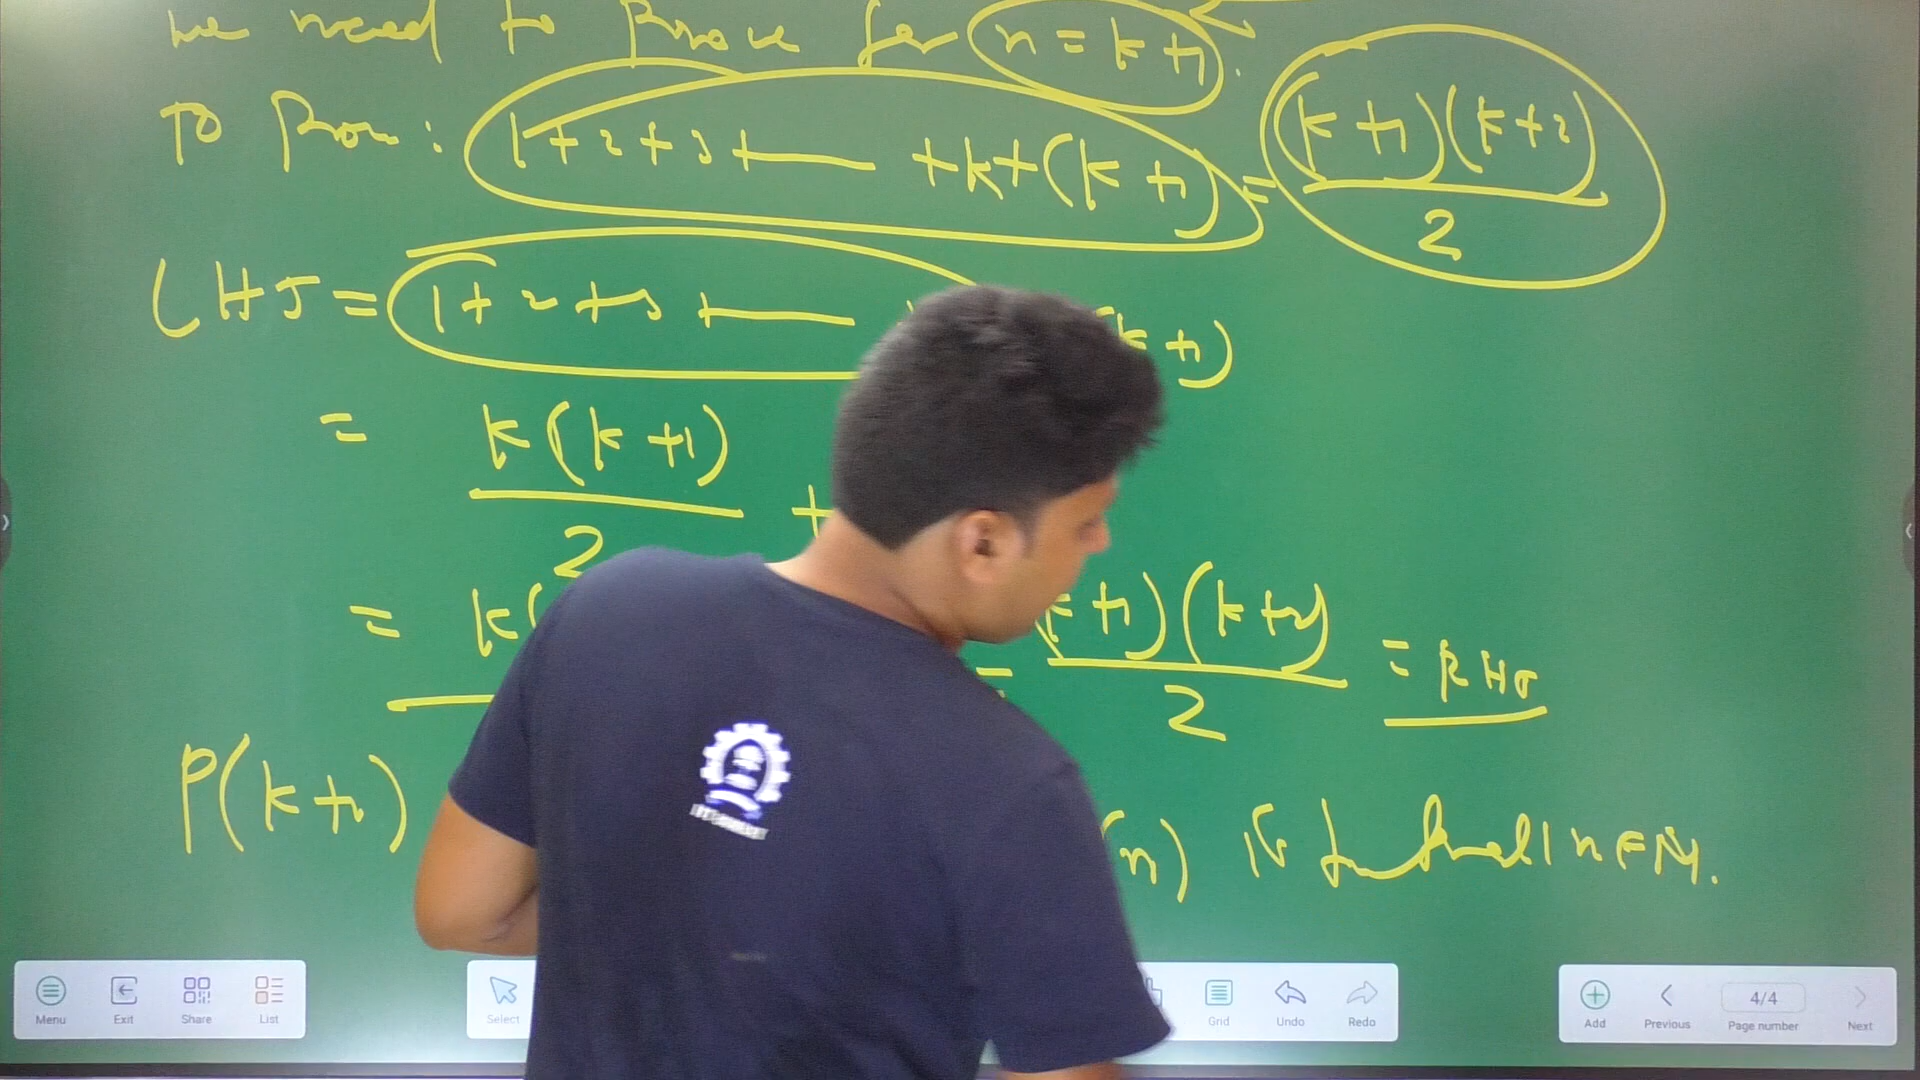 we need to Prove for n = k+1.
To Prove: 1+2+3+—— +k+(k+1) = (k+1)(k+2)/2
LHS = 1+2+3+—— (k+1)
= k(k+1)/2 +
= k( = (k+1)(k+2)/2 = RHS
P(k+1) (n) is for all n ∈ N.
Menu Exit Share List Select Grid Undo Redo Add Previous 4/4 Page number Next